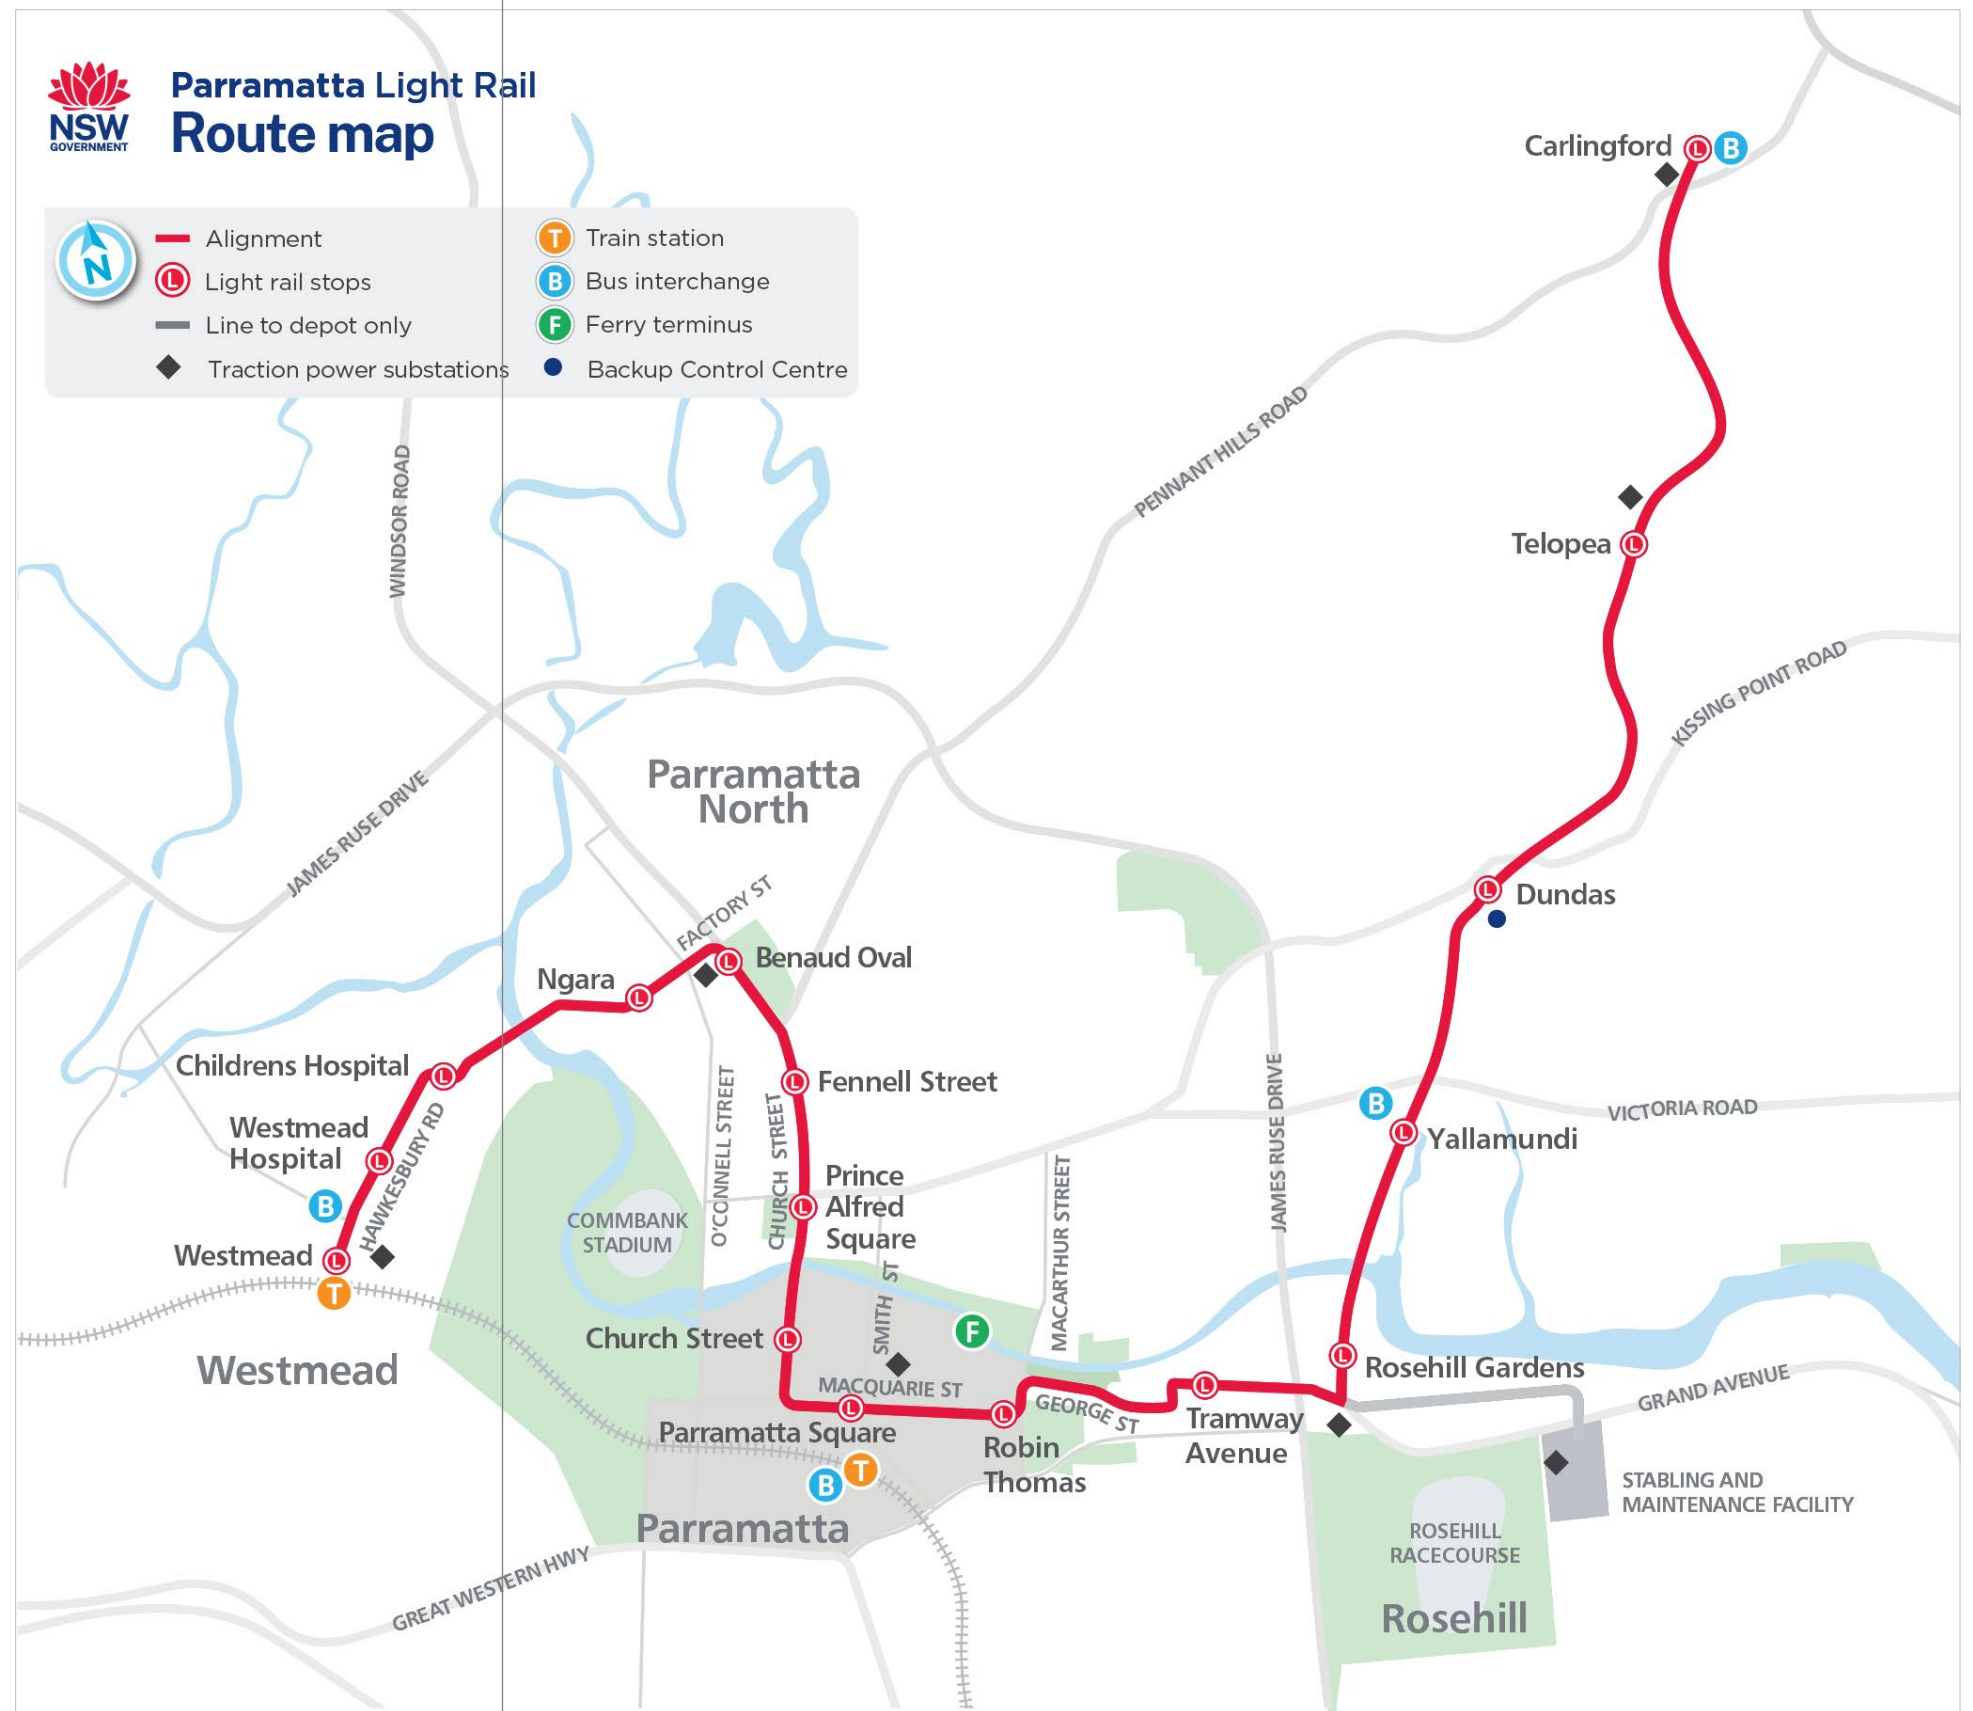 Parramatta Light Rail
Route map
NSW
GOVERNMENT
N
Alignment
L
Light rail stops
Line to depot only
Traction power substations
T
Train station
B
Bus interchange
F
Ferry terminus
Backup Control Centre
Carlingford
L
B
WINDSOR ROAD
PENNANT HILLS ROAD
Telopea
L
KISSING POINT ROAD
Parramatta
North
JAMES RUSE DRIVE
FACTORY ST
L
Dundas
L
Benaud Oval
Ngara
L
Childrens Hospital
L
L
Fennell Street
JAMES RUSE DRIVE
B
VICTORIA ROAD
L
Yallamundi
Westmead
Hospital
L
HAWKESBURY RD
B
Westmead
L
T
Westmead
O'CONNELL STREET
CHURCH STREET
Prince
Alfred
Square
L
MACARTHUR STREET
COMMBANK
STADIUM
SMITH ST
F
Church Street
L
MACQUARIE ST
L
Parramatta Square
L
Robin
Thomas
GEORGE ST
L
Tramway
Avenue
L
Rosehill Gardens
GRAND AVENUE
T
B
Parramatta
STABLING AND
MAINTENANCE FACILITY
ROSEHILL
RACECOURSE
Rosehill
GREAT WESTERN HWY